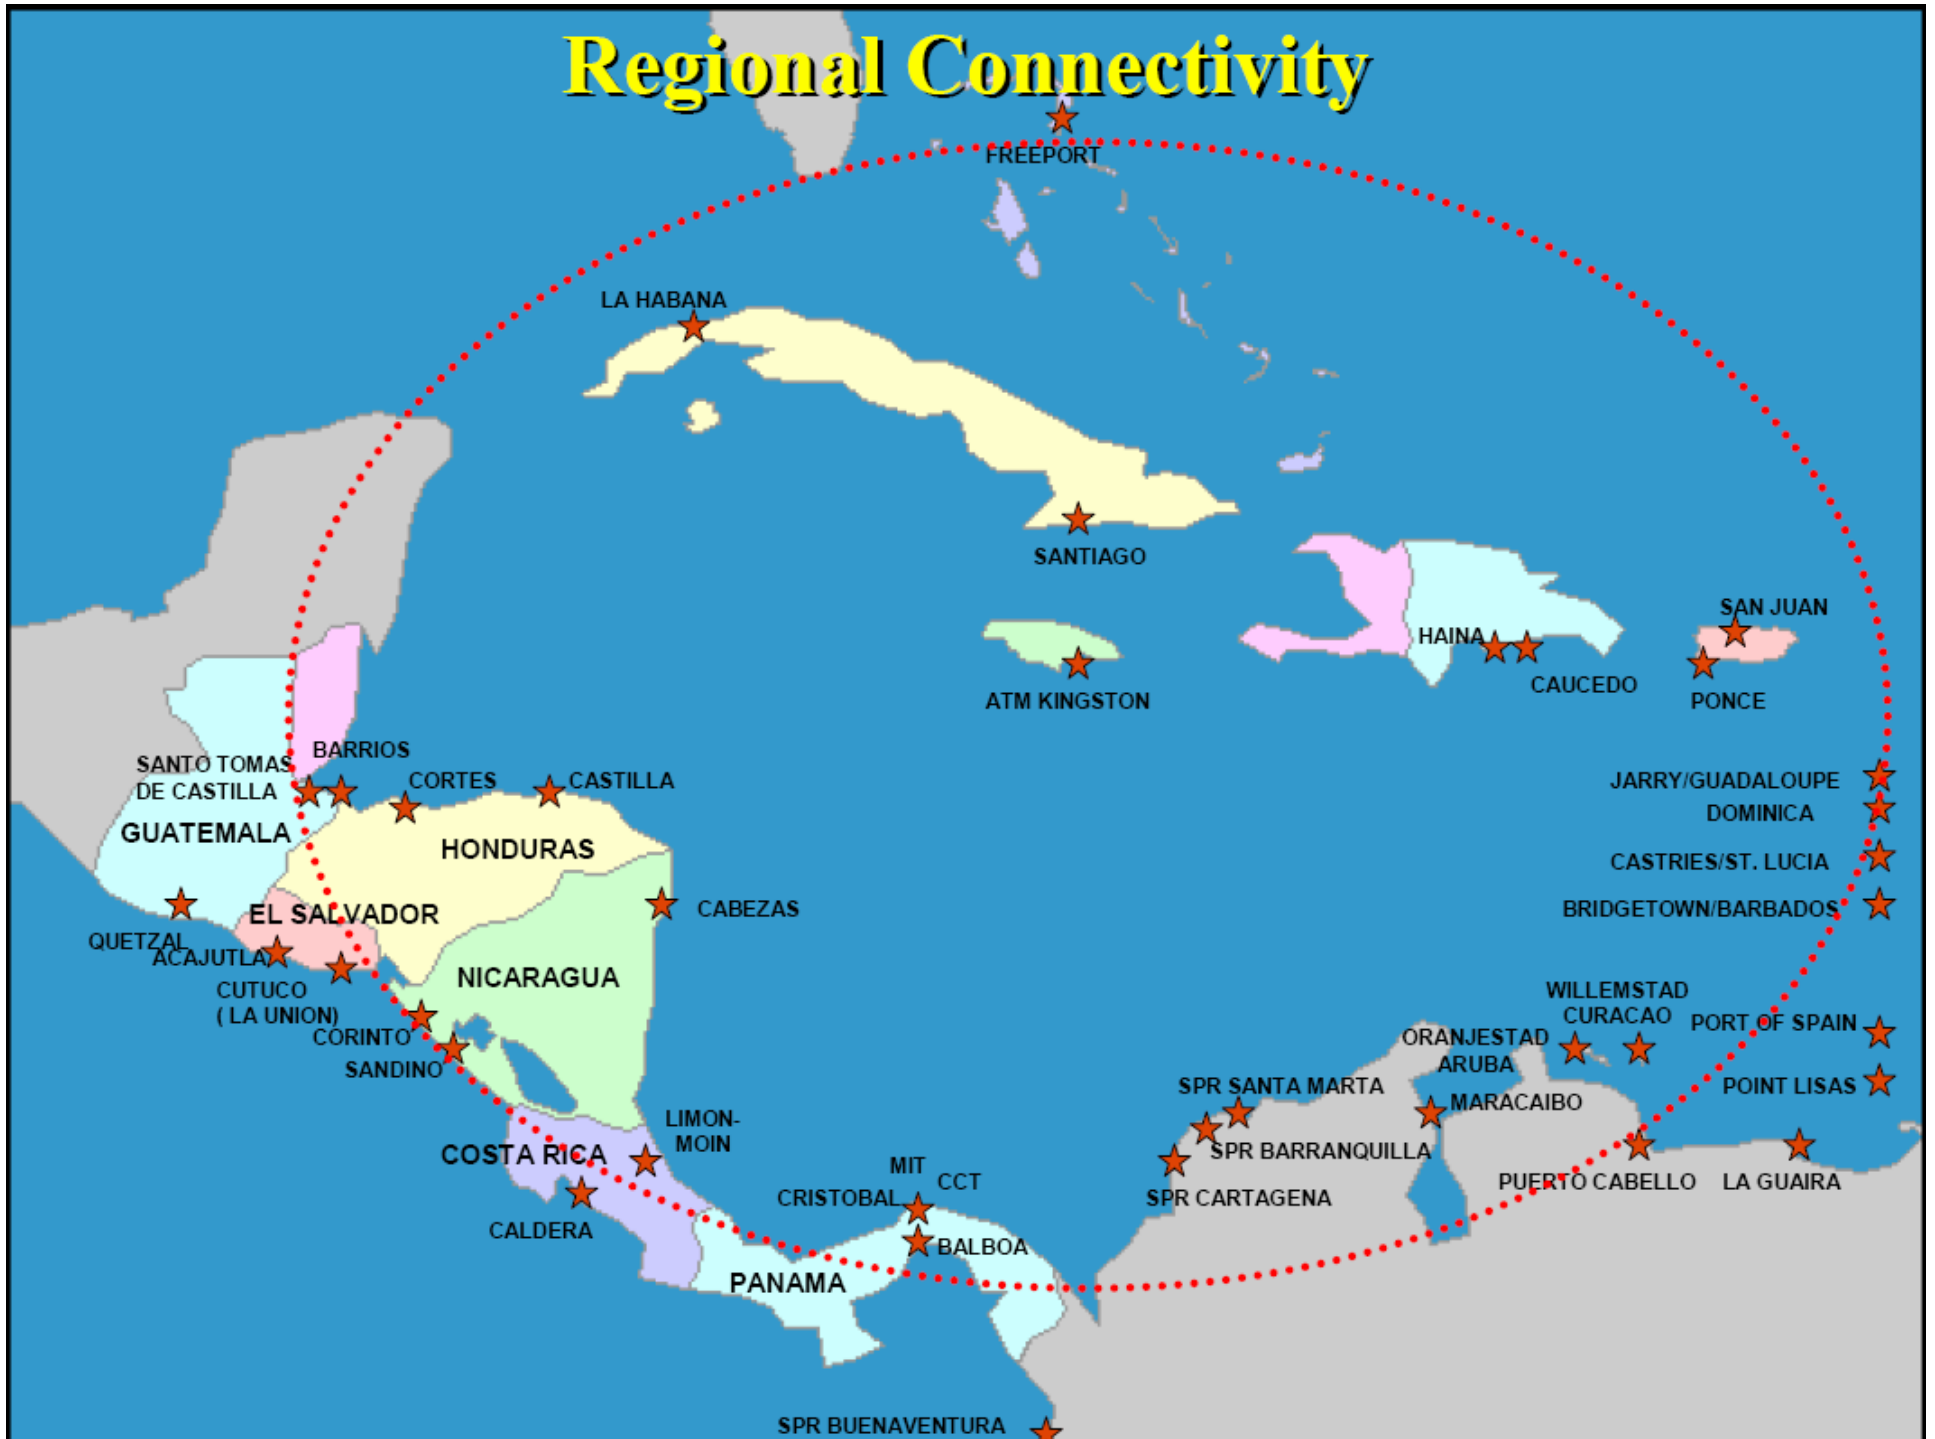 Regional Connectivity
FREEPORT
LA HABANA
SANTIAGO
SAN JUAN
HAINA
CAUCEDO
PONCE
ATM KINGSTON
BARRIOS
SANTO TOMAS
DE CASTILLA
CORTES
CASTILLA
JARRY/GUADALOUPE
DOMINICA
GUATEMALA
HONDURAS
CASTRIES/ST. LUCIA
EL SALVADOR
CABEZAS
BRIDGETOWN/BARBADOS
QUETZAL
ACAJUTLA
NICARAGUA
CUTUCO
( LA UNION)
WILLEMSTAD
CURACAO
PORT OF SPAIN
CORINTO
ORANJESTAD
ARUBA
SANDINO
SPR SANTA MARTA
POINT LISAS
MARACAIBO
LIMON-
MOIN
COSTA RICA
SPR BARRANQUILLA
MIT
CCT
CRISTOBAL
SPR CARTAGENA
PUERTO CABELLO
LA GUAIRA
CALDERA
BALBOA
PANAMA
SPR BUENAVENTURA